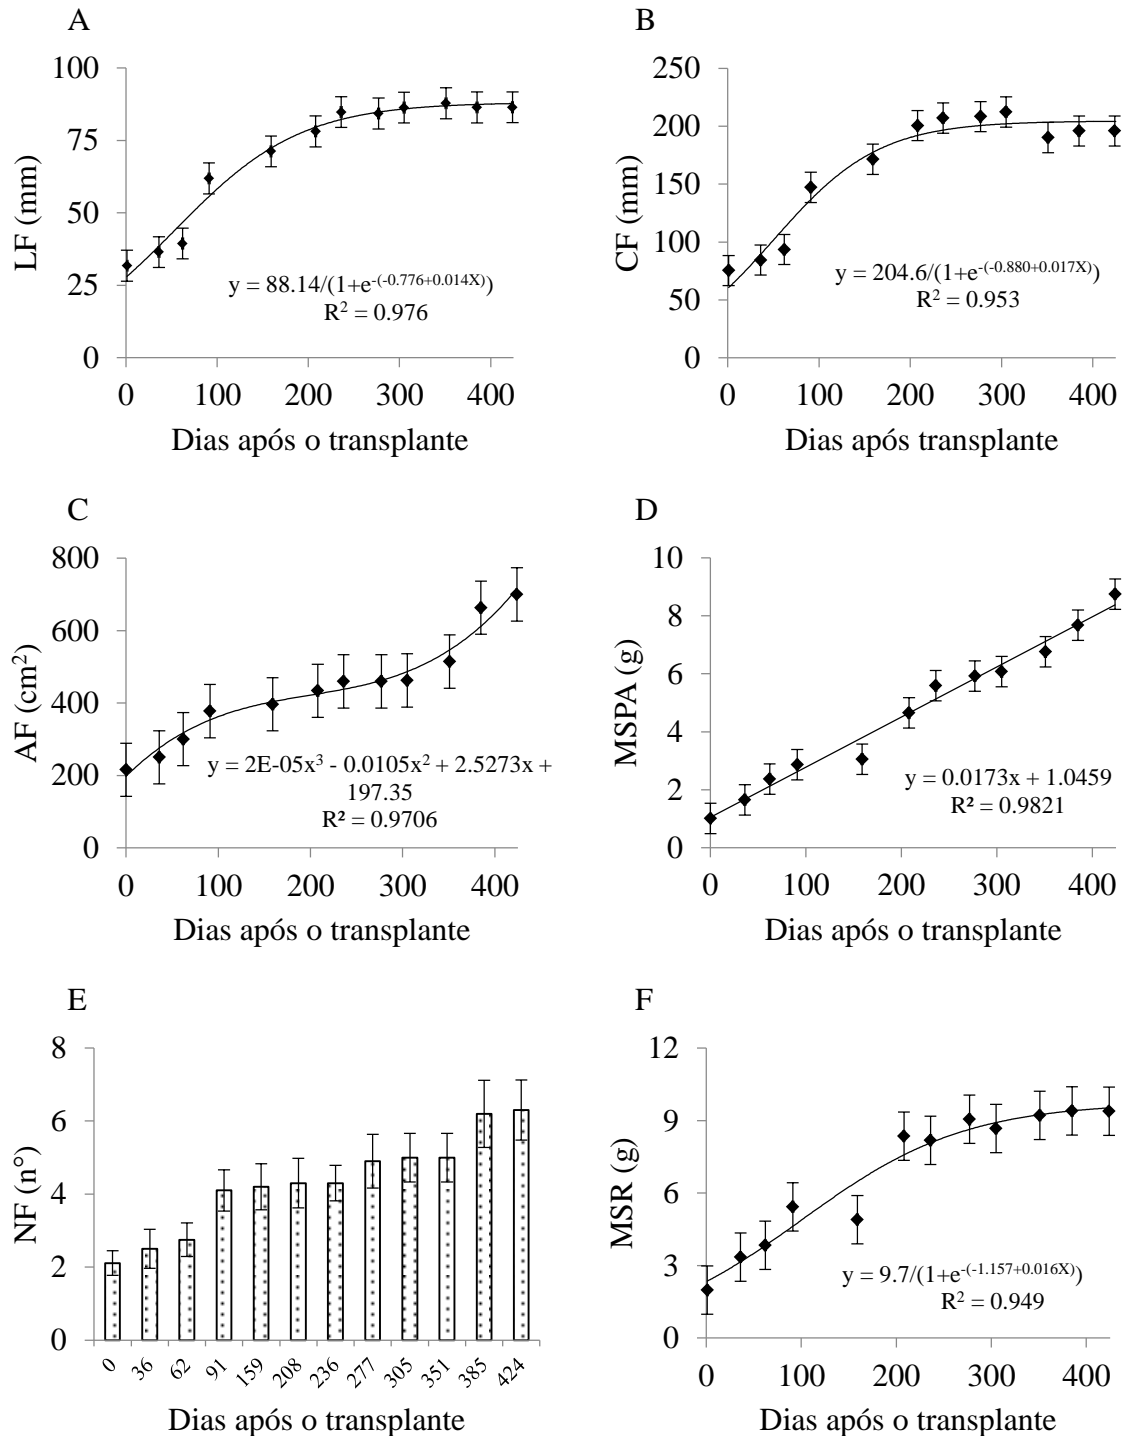 A
LF (mm)
100
75
50
25
0
y = 88.14/(1+e^-(-0.776+0.014X))
R² = 0.976
0 100 200 300 400
Dias após o transplante
B
CF (mm)
250
200
150
100
50
0
y = 204.6/(1+e^-(-0.880+0.017X))
R² = 0.953
0 100 200 300 400
Dias após transplante
C
AF (cm²)
800
600
400
200
0
y = 2E-05x³ - 0.0105x² + 2.5273x +
197.35
R² = 0.9706
0 100 200 300 400
Dias após o transplante
D
MSPA (g)
10
8
6
4
2
0
y = 0.0173x + 1.0459
R² = 0.9821
0 100 200 300 400
Dias após o transplante
E
NF (n°)
8
6
4
2
0
0 36 62 91 159 208 236 277 305 351 385 424
Dias após o transplante
F
MSR (g)
12
9
6
3
0
y = 9.7/(1+e^-(-1.157+0.016X))
R² = 0.949
0 100 200 300 400
Dias após o transplante